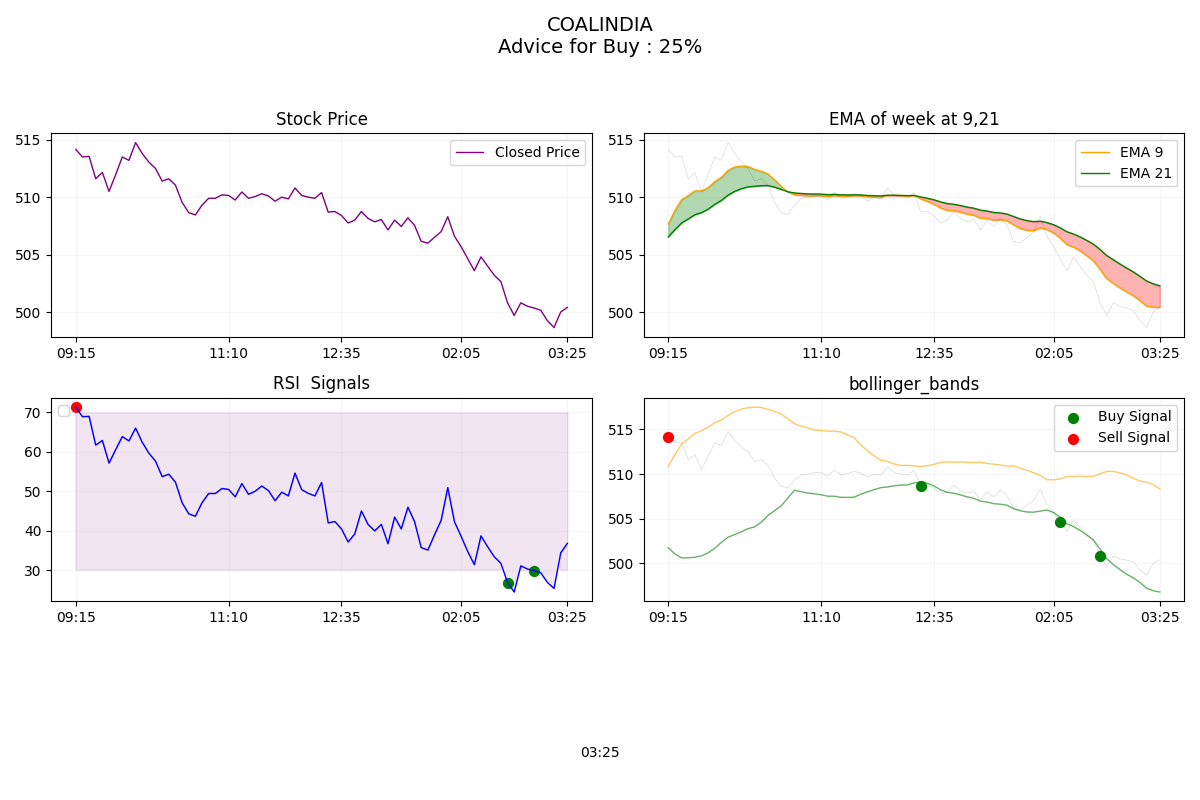 COALINDIA
Advice for Buy : 25%
Stock Price
515
510
505
500
Closed Price
09:15 11:10 12:35 02:05 03:25
EMA of week at 9,21
515
510
505
500
EMA 9
EMA 21
09:15 11:10 12:35 02:05 03:25
RSI  Signals
70
60
50
40
30
09:15 11:10 12:35 02:05 03:25
bollinger_bands
515
510
505
500
Buy Signal
Sell Signal
09:15 11:10 12:35 02:05 03:25
03:25